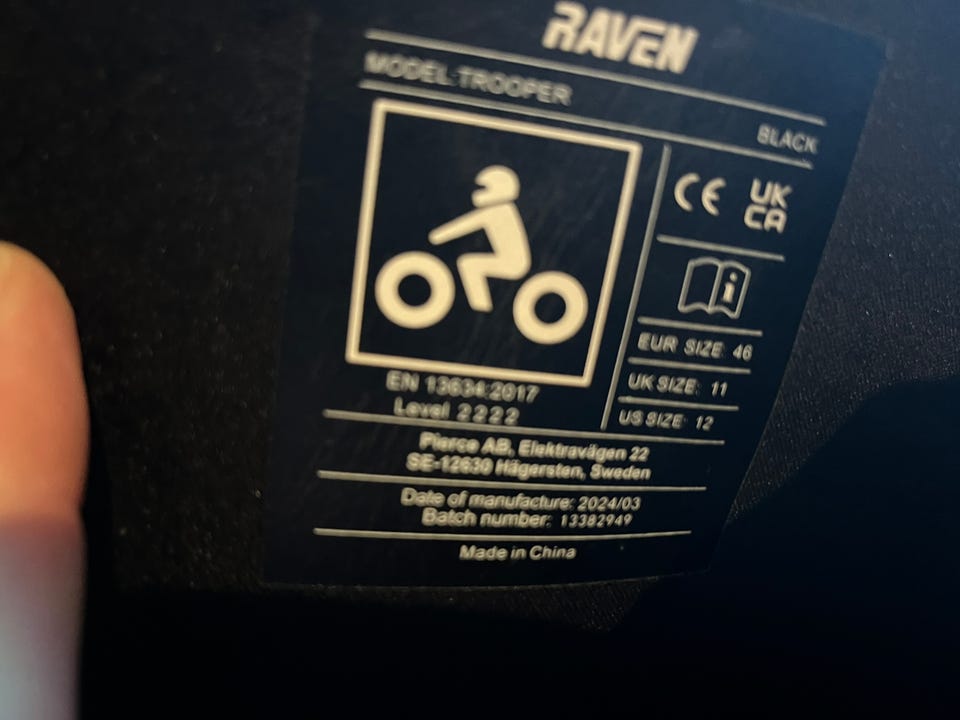 RAVEN
MODEL:TROOPER
BLACK
CE UK
CA
i
EUR SIZE: 46
UK SIZE: 11
US SIZE: 12
EN 13634:2017
Level 2 2 2 2
Pierce AB, Elektravägen 22
SE-12630 Hägersten, Sweden
Date of manufacture: 2024/03
Batch number: 13382949
Made in China